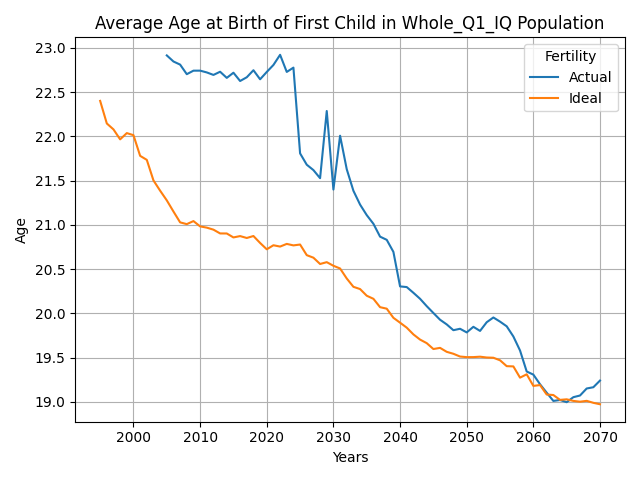 Average Age at Birth of First Child in Whole_Q1_IQ Population
Fertility
Actual
Ideal
Age
23.0
22.5
22.0
21.5
21.0
20.5
20.0
19.5
19.0
2000 2010 2020 2030 2040 2050 2060 2070
Years